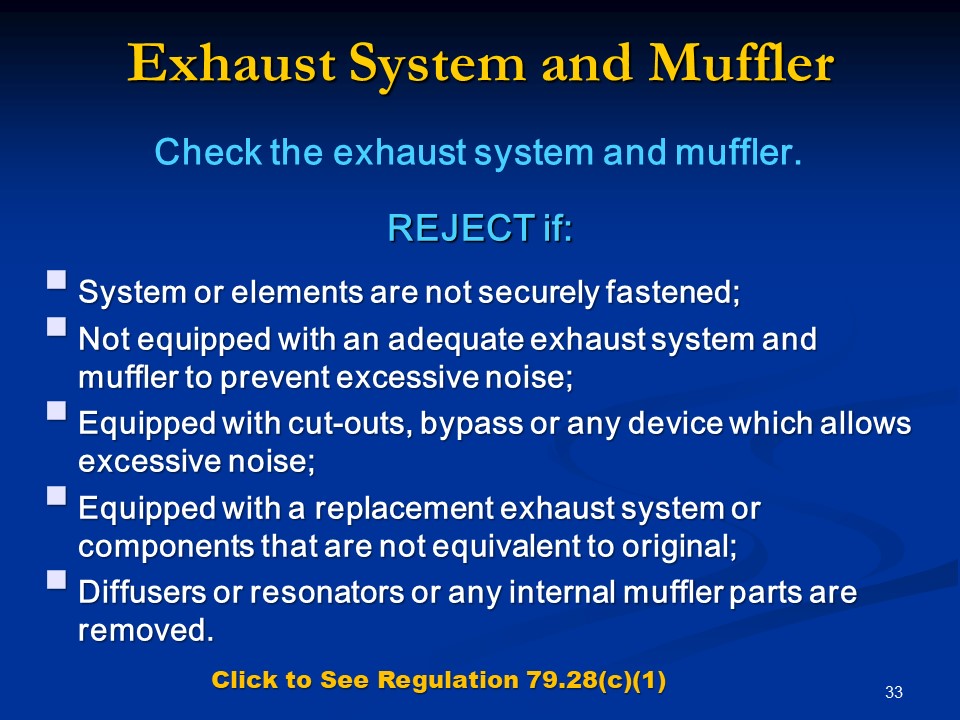 Exhaust System and Muffler
Check the exhaust system and muffler.
REJECT if:
System or elements are not securely fastened;
Not equipped with an adequate exhaust system and
muffler to prevent excessive noise;
Equipped with cut-outs, bypass or any device which allows
excessive noise;
Equipped with a replacement exhaust system or
components that are not equivalent to original;
Diffusers or resonators or any internal muffler parts are
removed.
Click to See Regulation 79.28(c)(1)
33